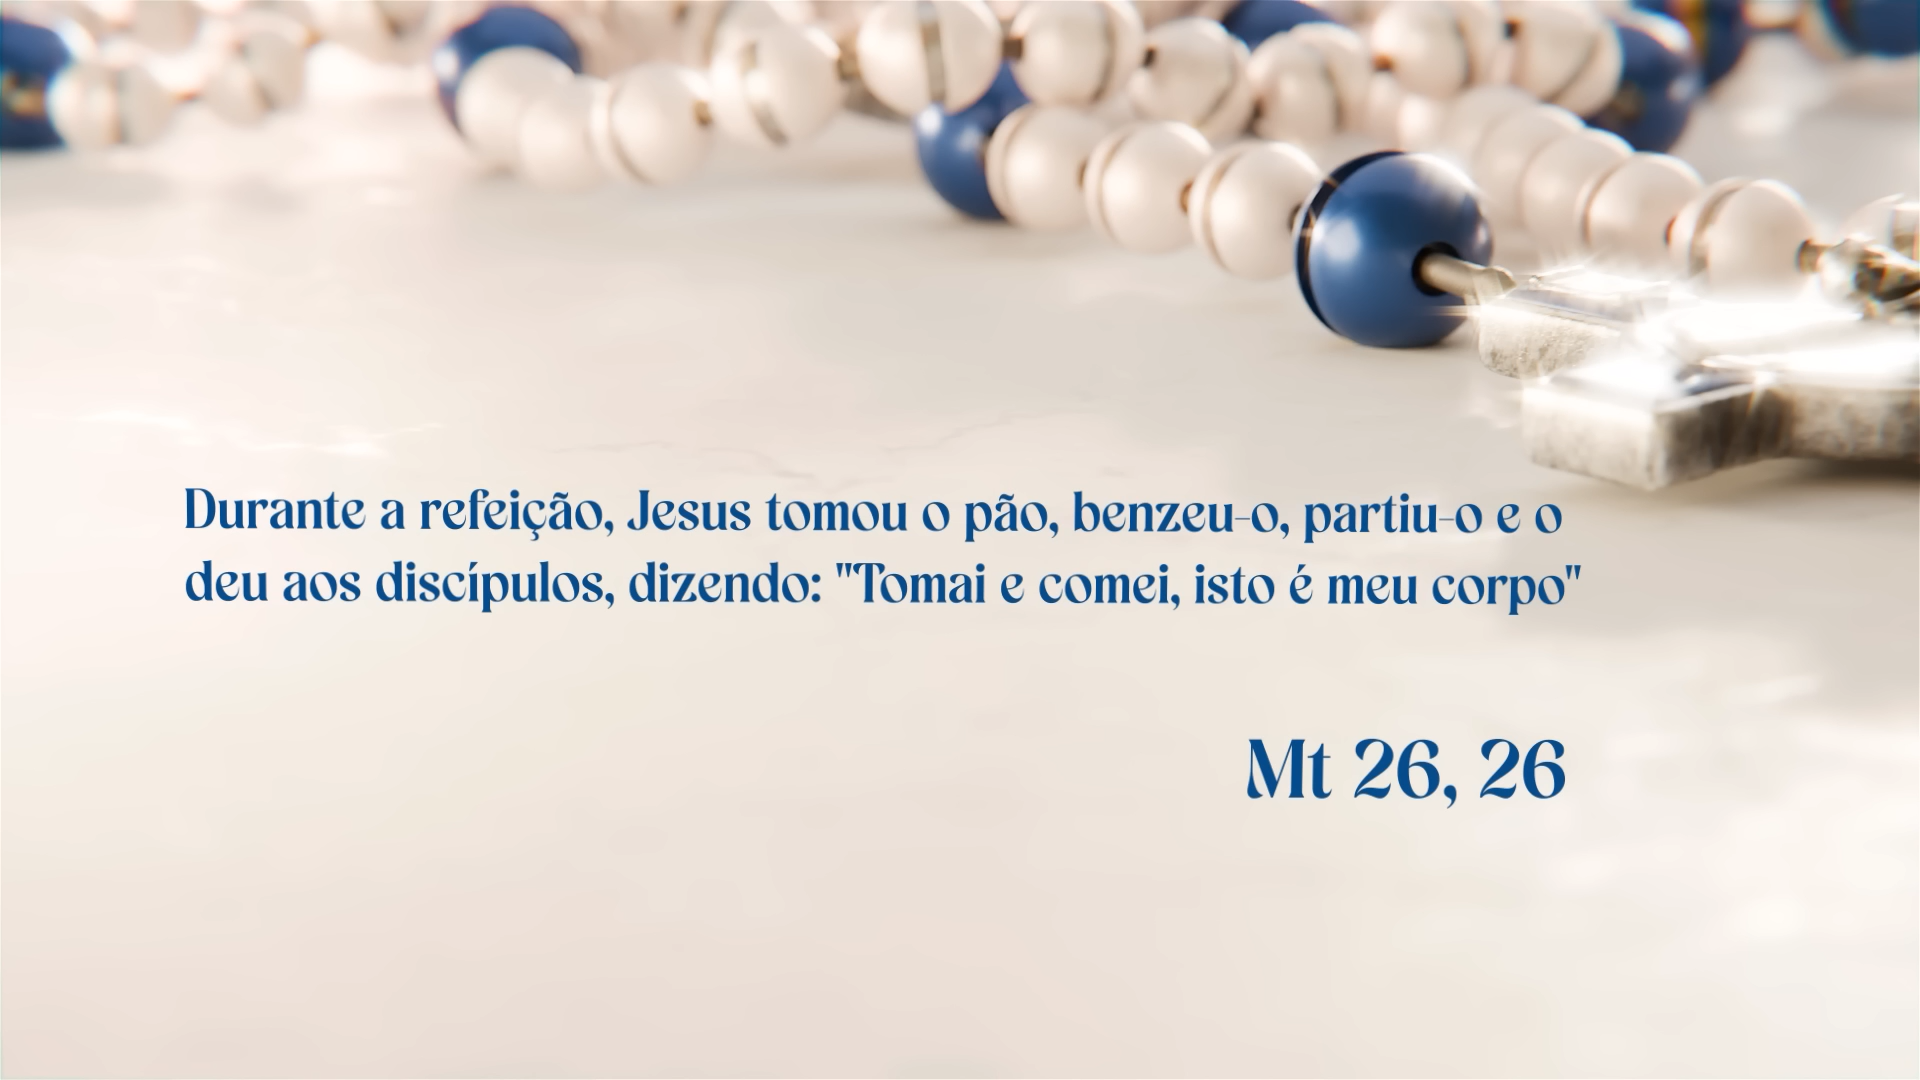 Durante a refeição, Jesus tomou o pão, benzeu-o, partiu-o e o
deu aos discípulos, dizendo: "Tomai e comei, isto é meu corpo"
Mt 26, 26